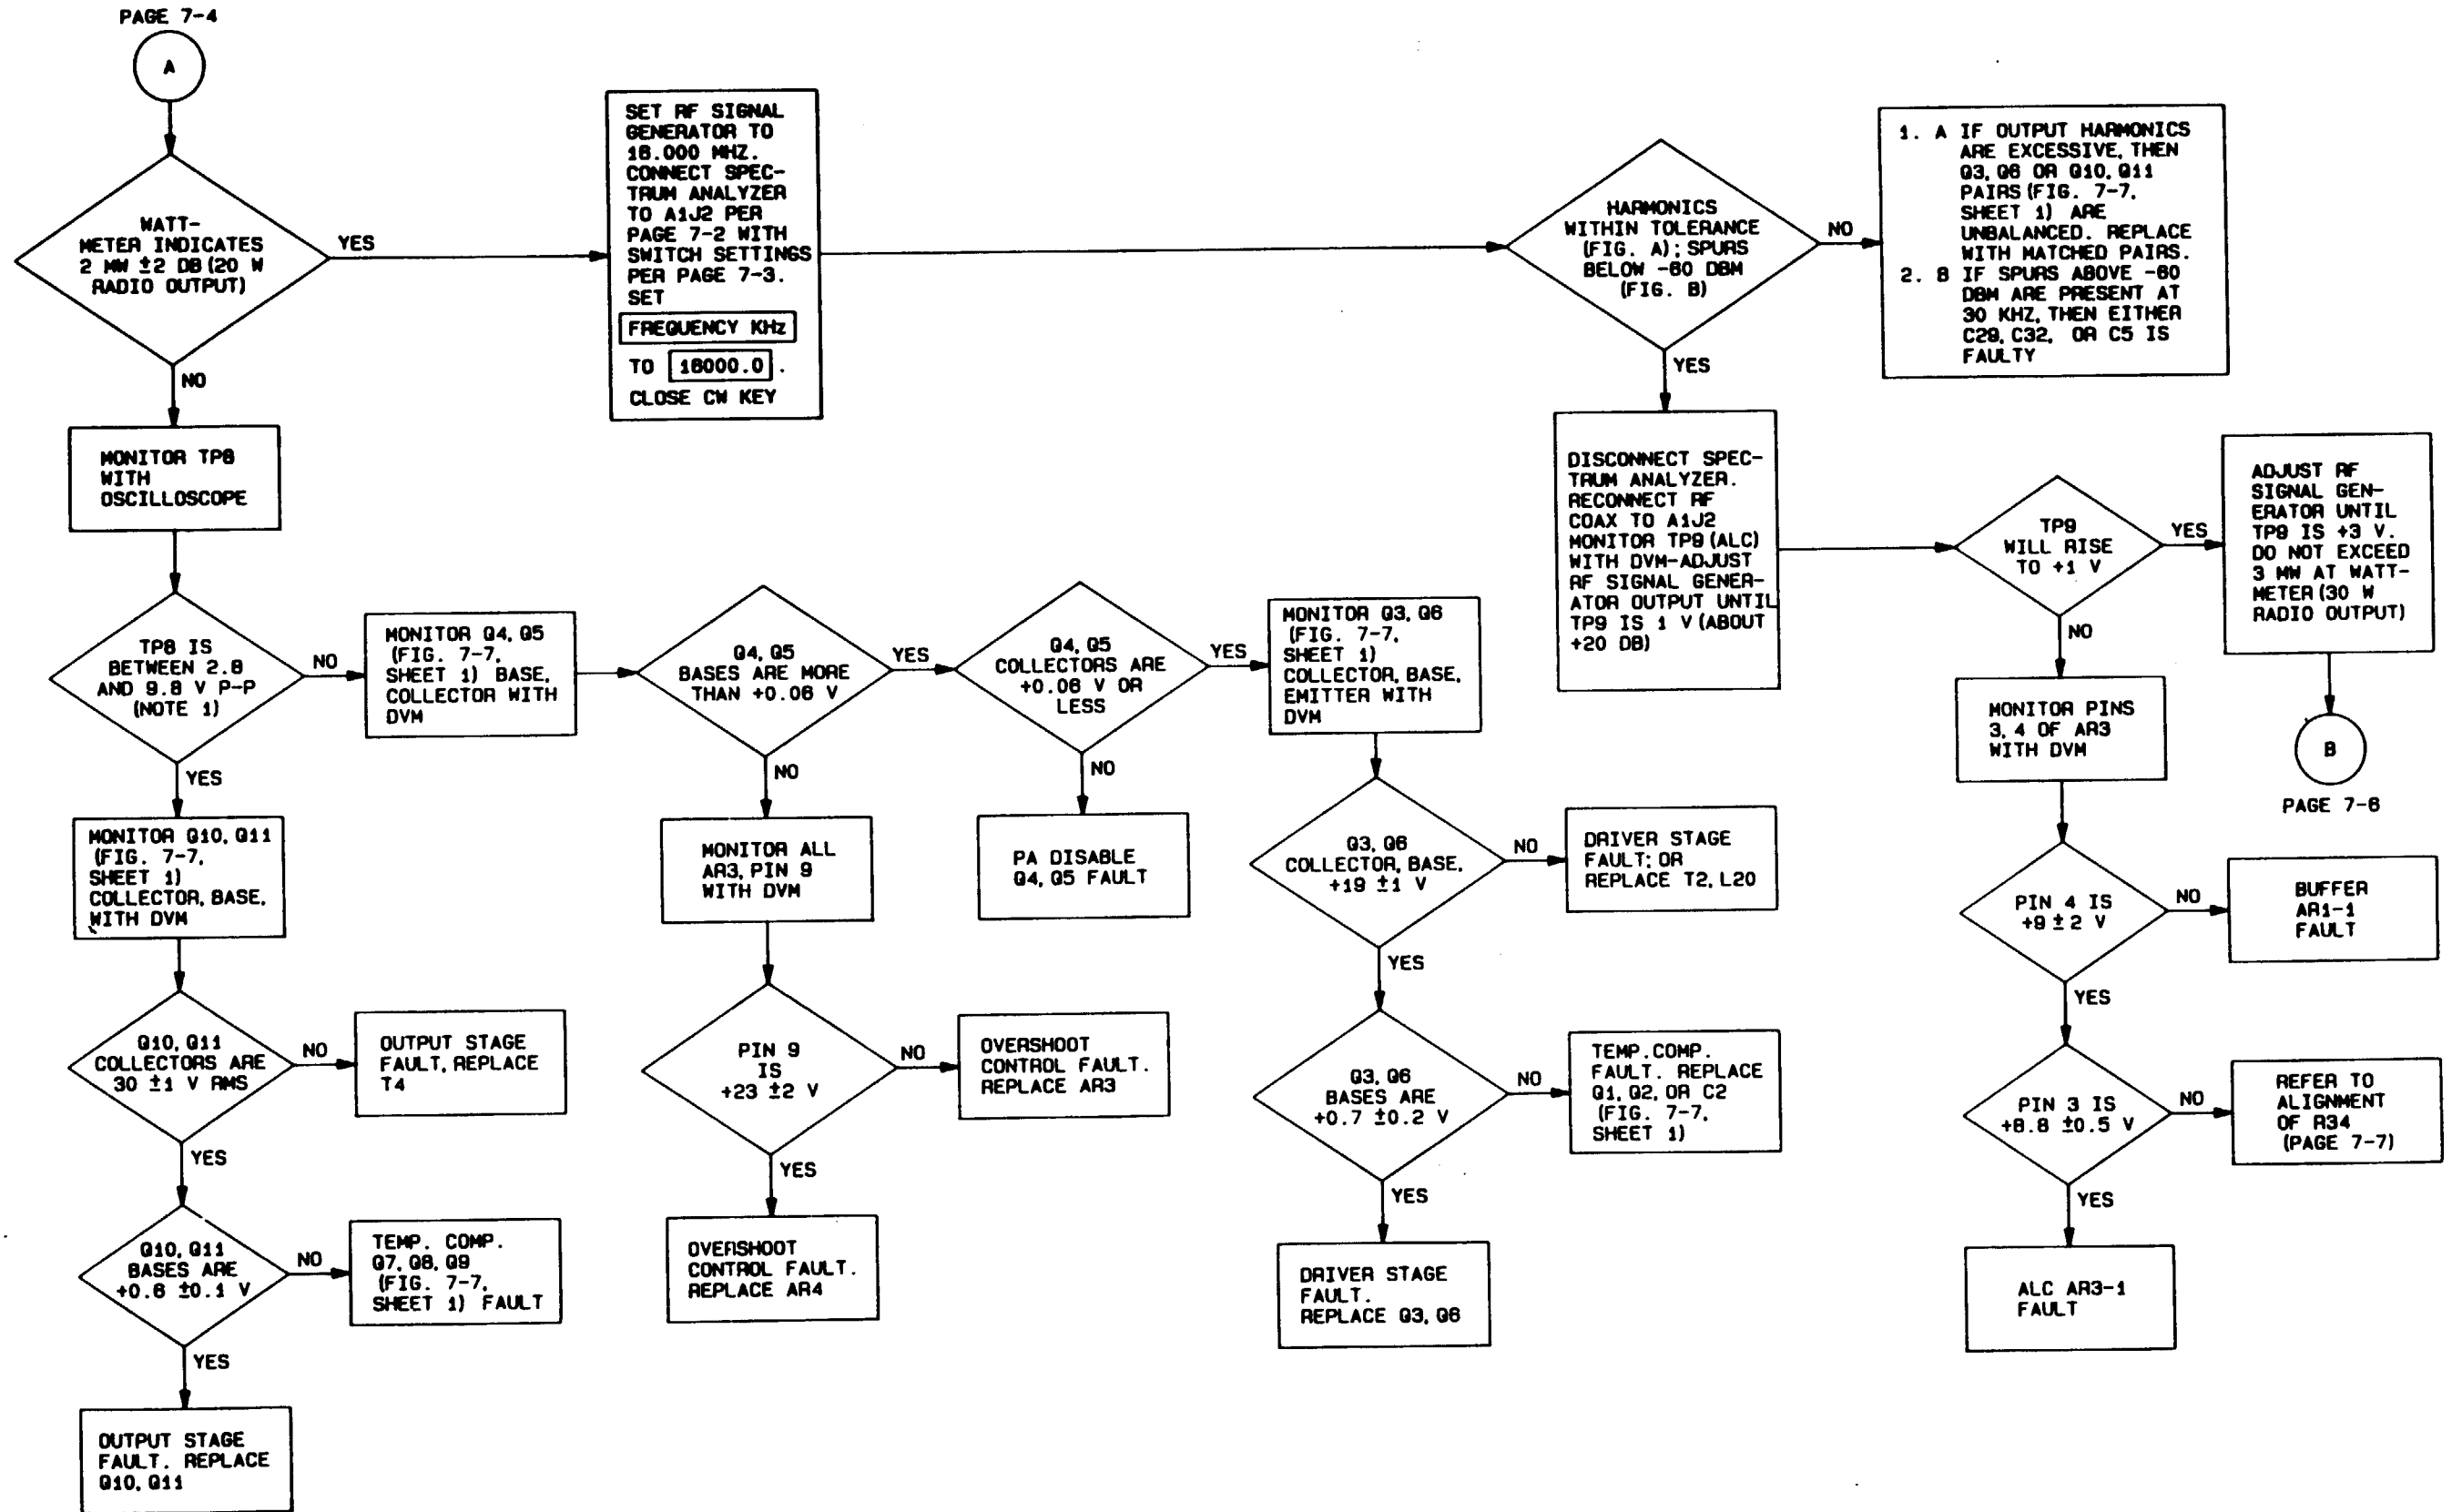 PAGE 7-4
A
WATT-
METER INDICATES
2 MW ±2 DB (20 W
RADIO OUTPUT)
YES
NO
SET RF SIGNAL
GENERATOR TO
16.000 MHZ.
CONNECT SPEC-
TRUM ANALYZER
TO A1J2 PER
PAGE 7-2 WITH
SWITCH SETTINGS
PER PAGE 7-3.
SET
FREQUENCY KHz
TO 16000.0 .
CLOSE CW KEY
HARMONICS
WITHIN TOLERANCE
(FIG. A); SPURS
BELOW -60 DBM
(FIG. B)
NO
YES
1. A IF OUTPUT HARMONICS
ARE EXCESSIVE, THEN
Q3, Q6 OR Q10, Q11
PAIRS (FIG. 7-7,
SHEET 1) ARE
UNBALANCED. REPLACE
WITH MATCHED PAIRS.
2. B IF SPURS ABOVE -60
DBM ARE PRESENT AT
30 KHZ, THEN EITHER
C29, C32, OR C5 IS
FAULTY
MONITOR TP8
WITH
OSCILLOSCOPE
TP8 IS
BETWEEN 2.8
AND 9.8 V P-P
(NOTE 1)
NO
YES
MONITOR Q4, Q5
(FIG. 7-7,
SHEET 1) BASE,
COLLECTOR WITH
DVM
Q4, Q5
BASES ARE MORE
THAN +0.06 V
YES
NO
Q4, Q5
COLLECTORS ARE
+0.06 V OR
LESS
YES
NO
MONITOR Q3, Q6
(FIG. 7-7,
SHEET 1)
COLLECTOR, BASE,
EMITTER WITH
DVM
DISCONNECT SPEC-
TRUM ANALYZER.
RECONNECT RF
COAX TO A1J2
MONITOR TP9 (ALC)
WITH DVM-ADJUST
RF SIGNAL GENER-
ATOR OUTPUT UNTIL
TP9 IS 1 V (ABOUT
+20 DB)
TP9
WILL RISE
TO +1 V
YES
NO
ADJUST RF
SIGNAL GEN-
ERATOR UNTIL
TP9 IS +3 V.
DO NOT EXCEED
3 MW AT WATT-
METER (30 W
RADIO OUTPUT)
B
PAGE 7-6
MONITOR Q10, Q11
(FIG. 7-7,
SHEET 1)
COLLECTOR, BASE,
WITH DVM
MONITOR ALL
AR3, PIN 9
WITH DVM
PA DISABLE
Q4, Q5 FAULT
Q3, Q6
COLLECTOR, BASE,
+19 ±1 V
NO
YES
DRIVER STAGE
FAULT; OR
REPLACE T2, L20
MONITOR PINS
3, 4 OF AR3
WITH DVM
PIN 4 IS
+9 ±2 V
NO
YES
BUFFER
AR1-1
FAULT
Q10, Q11
COLLECTORS ARE
30 ±1 V RMS
NO
YES
OUTPUT STAGE
FAULT, REPLACE
T4
PIN 9
IS
+23 ±2 V
NO
YES
OVERSHOOT
CONTROL FAULT.
REPLACE AR3
Q3, Q6
BASES ARE
+0.7 ±0.2 V
NO
YES
TEMP.COMP.
FAULT. REPLACE
Q1, Q2, OR C2
(FIG. 7-7,
SHEET 1)
PIN 3 IS
+8.8 ±0.5 V
NO
YES
REFER TO
ALIGNMENT
OF R34
(PAGE 7-7)
Q10, Q11
BASES ARE
+0.6 ±0.1 V
NO
YES
TEMP. COMP.
Q7, Q8, Q9
(FIG. 7-7,
SHEET 1) FAULT
OVERSHOOT
CONTROL FAULT.
REPLACE AR4
DRIVER STAGE
FAULT.
REPLACE Q3, Q6
ALC AR3-1
FAULT
OUTPUT STAGE
FAULT. REPLACE
Q10, Q11